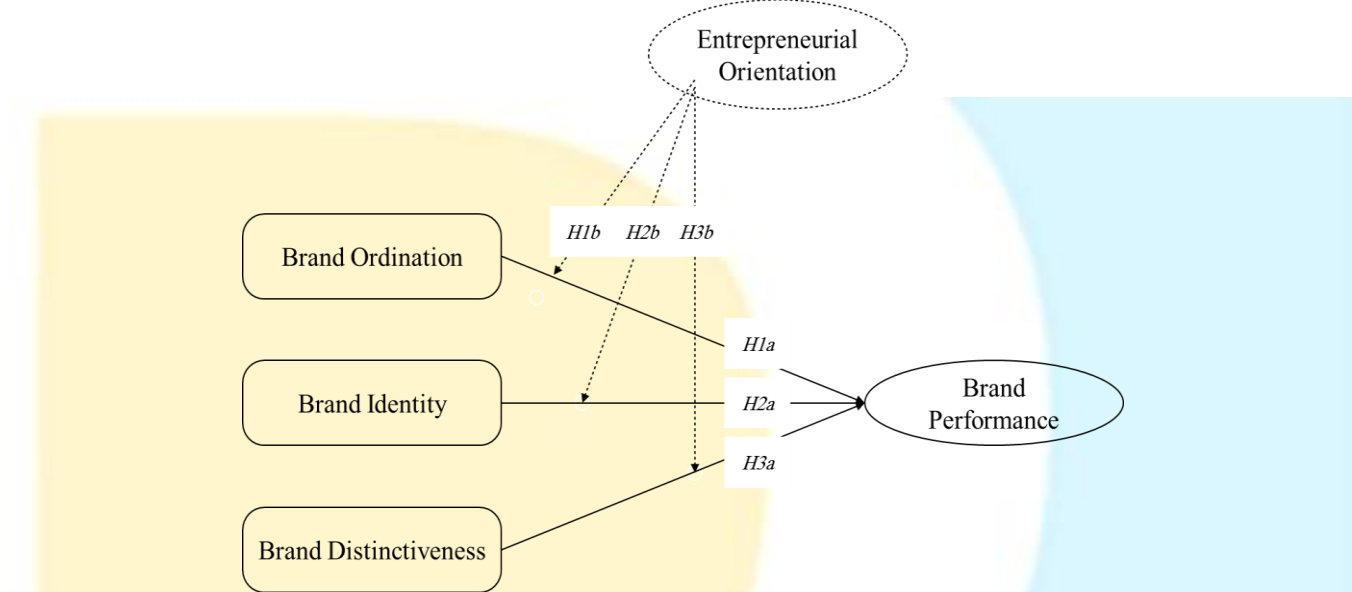 Entrepreneurial
Orientation
H1b H2b H3b
Brand Ordination
H1a
Brand Identity
H2a
Brand
Performance
H3a
Brand Distinctiveness